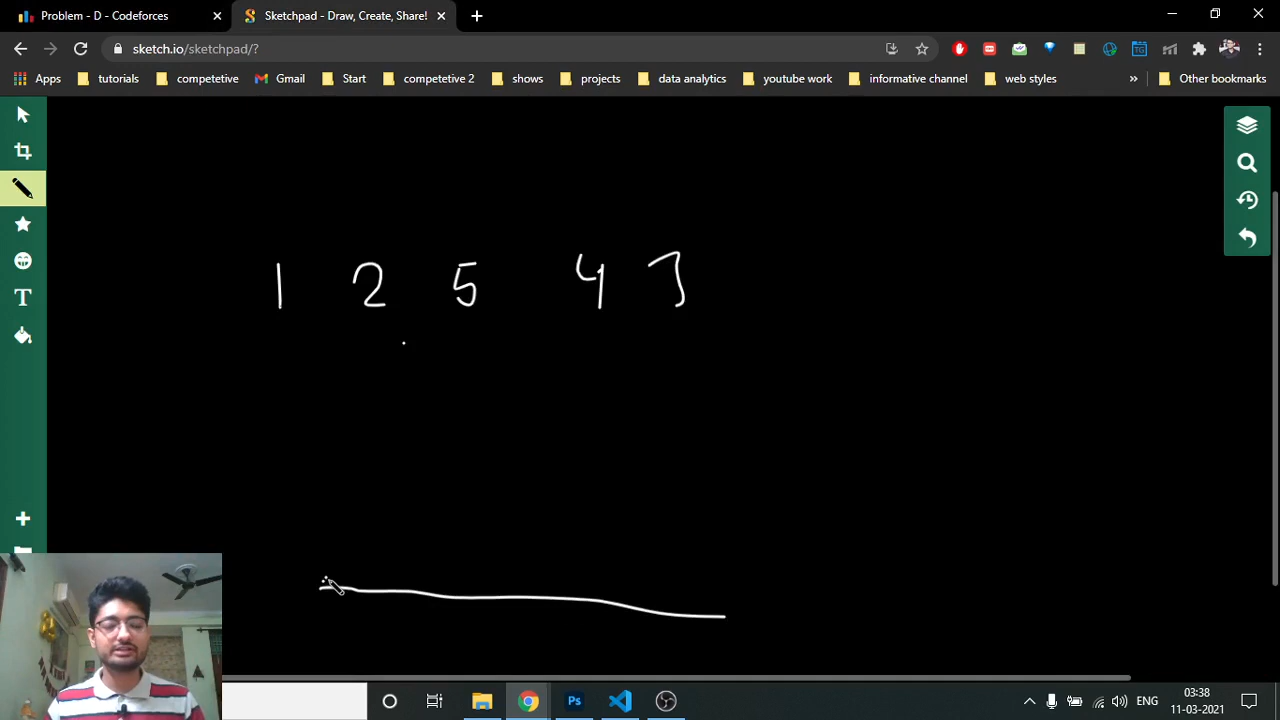 Problem - D - Codeforces
Sketchpad - Draw, Create, Share!
sketch.io/sketchpad/?
Apps tutorials competetive Gmail Start competetive 2 shows projects data analytics youtube work informative channel web styles » Other bookmarks
1 2 5 4 3
T
Ps ENG 03:38
11-03-2021